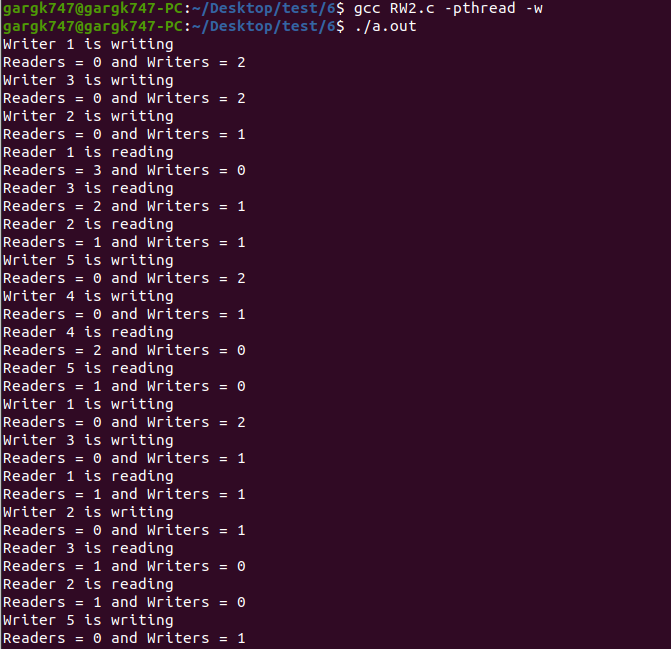 gargk747@gargk747-PC:~/Desktop/test/6$ gcc RW2.c -pthread -w
gargk747@gargk747-PC:~/Desktop/test/6$ ./a.out
Writer 1 is writing
Readers = 0 and Writers = 2
Writer 3 is writing
Readers = 0 and Writers = 2
Writer 2 is writing
Readers = 0 and Writers = 1
Reader 1 is reading
Readers = 3 and Writers = 0
Reader 3 is reading
Readers = 2 and Writers = 1
Reader 2 is reading
Readers = 1 and Writers = 1
Writer 5 is writing
Readers = 0 and Writers = 2
Writer 4 is writing
Readers = 0 and Writers = 1
Reader 4 is reading
Readers = 2 and Writers = 0
Reader 5 is reading
Readers = 1 and Writers = 0
Writer 1 is writing
Readers = 0 and Writers = 2
Writer 3 is writing
Readers = 0 and Writers = 1
Reader 1 is reading
Readers = 1 and Writers = 1
Writer 2 is writing
Readers = 0 and Writers = 1
Reader 3 is reading
Readers = 1 and Writers = 0
Reader 2 is reading
Readers = 1 and Writers = 0
Writer 5 is writing
Readers = 0 and Writers = 1